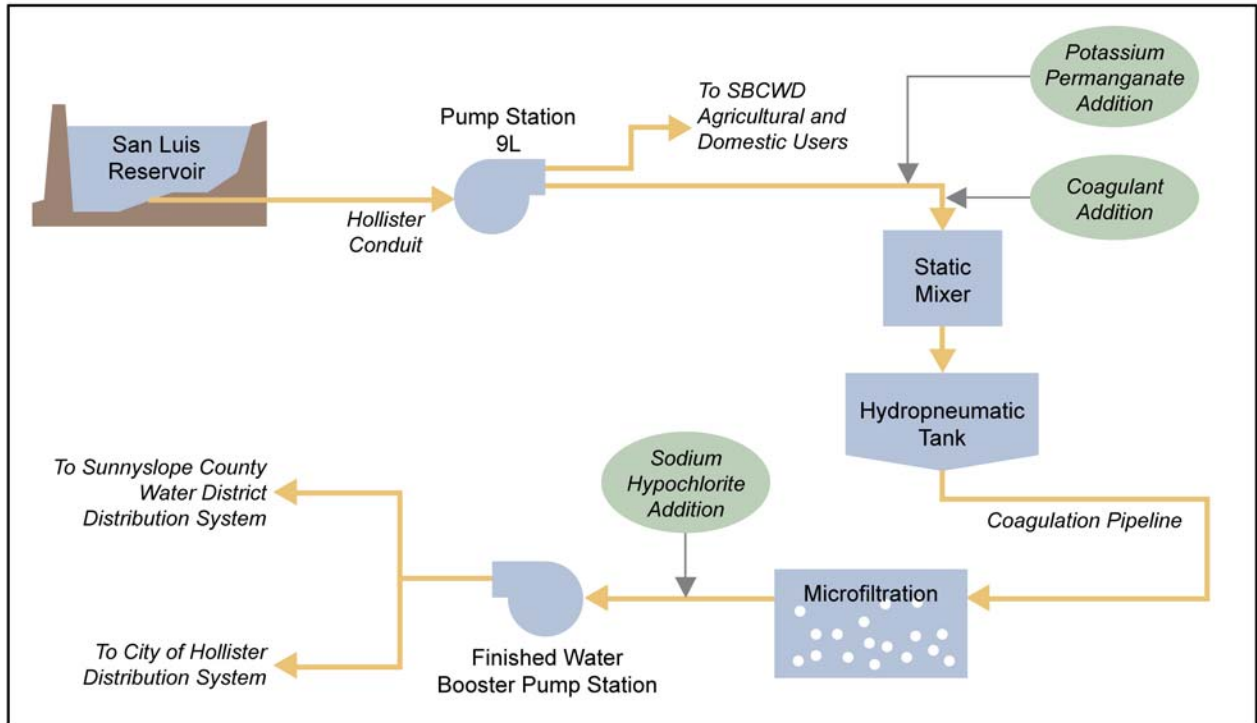 San Luis
Reservoir
Hollister
Conduit
Pump Station
9L
To SBCWD
Agricultural and
Domestic Users
Potassium
Permanganate
Addition
Coagulant
Addition
Static
Mixer
Hydropneumatic
Tank
Coagulation Pipeline
Microfiltration
Sodium
Hypochlorite
Addition
Finished Water
Booster Pump Station
To Sunnyslope County
Water District
Distribution System
To City of Hollister
Distribution System